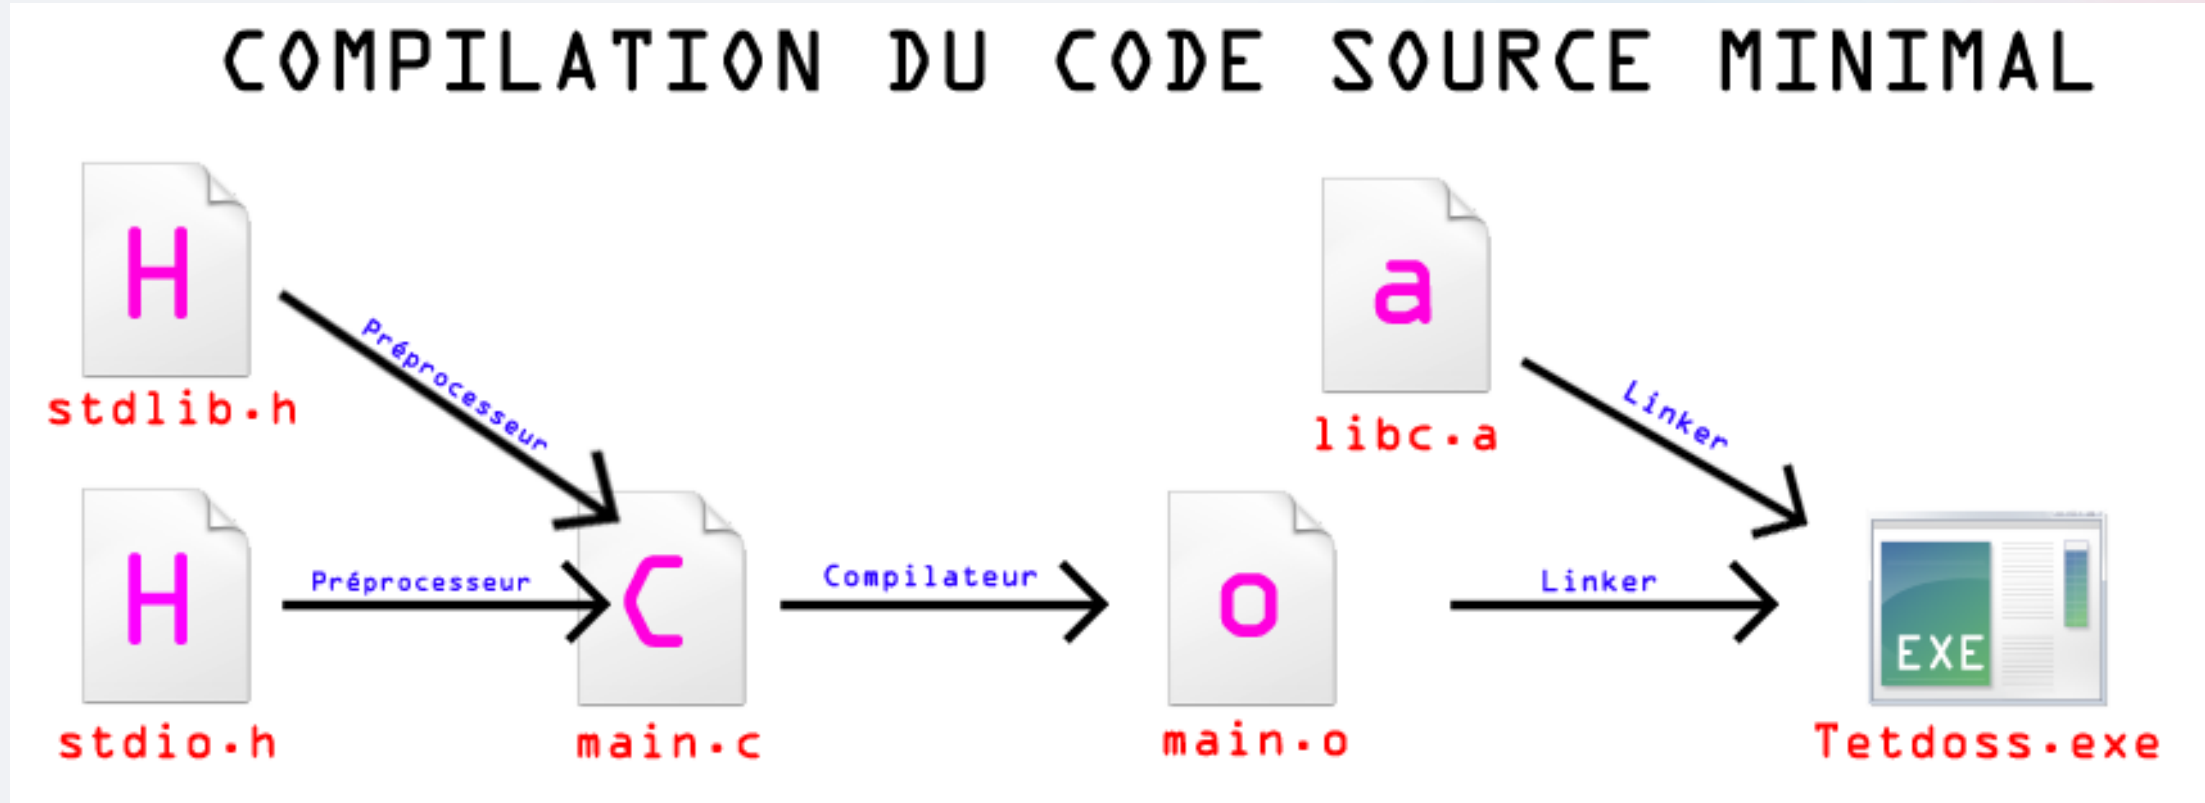 COMPILATION DU CODE SOURCE MINIMAL
H
stdlib.h
Préprocesseur
H
stdio.h
Préprocesseur
C
main.c
Compilateur
o
main.o
a
libc.a
Linker
Linker
EXE
Tetdoss.exe